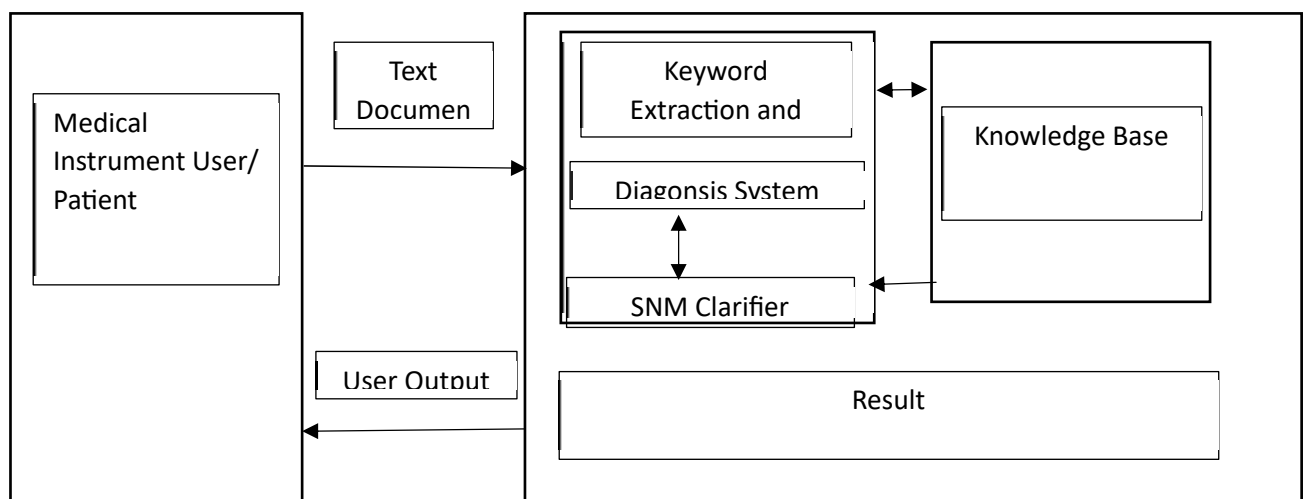 Medical
Instrument User/
Patient
Text
Documen
Keyword
Extraction and
Diagonsis System
SNM Clarifier
Knowledge Base
User Output
Result